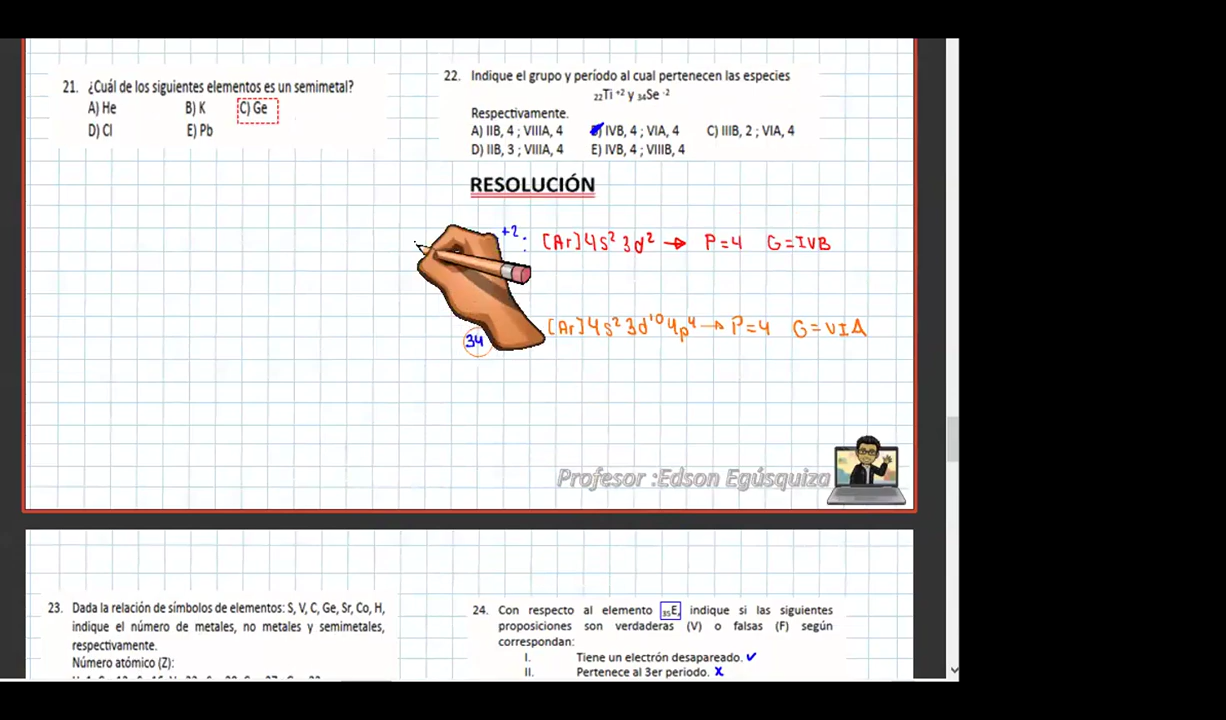 21. ¿Cuál de los siguientes elementos es un semimetal?
A) He B) K C) Ge
D) Cl E) Pb
22. Indique el grupo y período al cual pertenecen las especies
₂₂Ti ⁺² y ₃₄Se ⁻²
Respectivamente.
A) IIB, 4 ; VIIIA, 4 B) IVB, 4 ; VIA, 4 C) IIIB, 2 ; VIA, 4
D) IIB, 3 ; VIIIA, 4 E) IVB, 4 ; VIIIB, 4
RESOLUCIÓN
+2 : [Ar] 4s² 3d² → P=4 G=IVB
34 [Ar] 4s² 3d¹⁰ 4p⁴ → P=4 G=VIA
Profesor :Edson Egúsquiza
23. Dada la relación de símbolos de elementos: S, V, C, Ge, Sr, Co, H,
indique el número de metales, no metales y semimetales,
respectivamente.
Número atómico (Z):
24. Con respecto al elemento ₃₅E, indique si las siguientes
proposiciones son verdaderas (V) o falsas (F) según
correspondan:
I. Tiene un electrón desapareado. ✔
II. Pertenece al 3er periodo. x